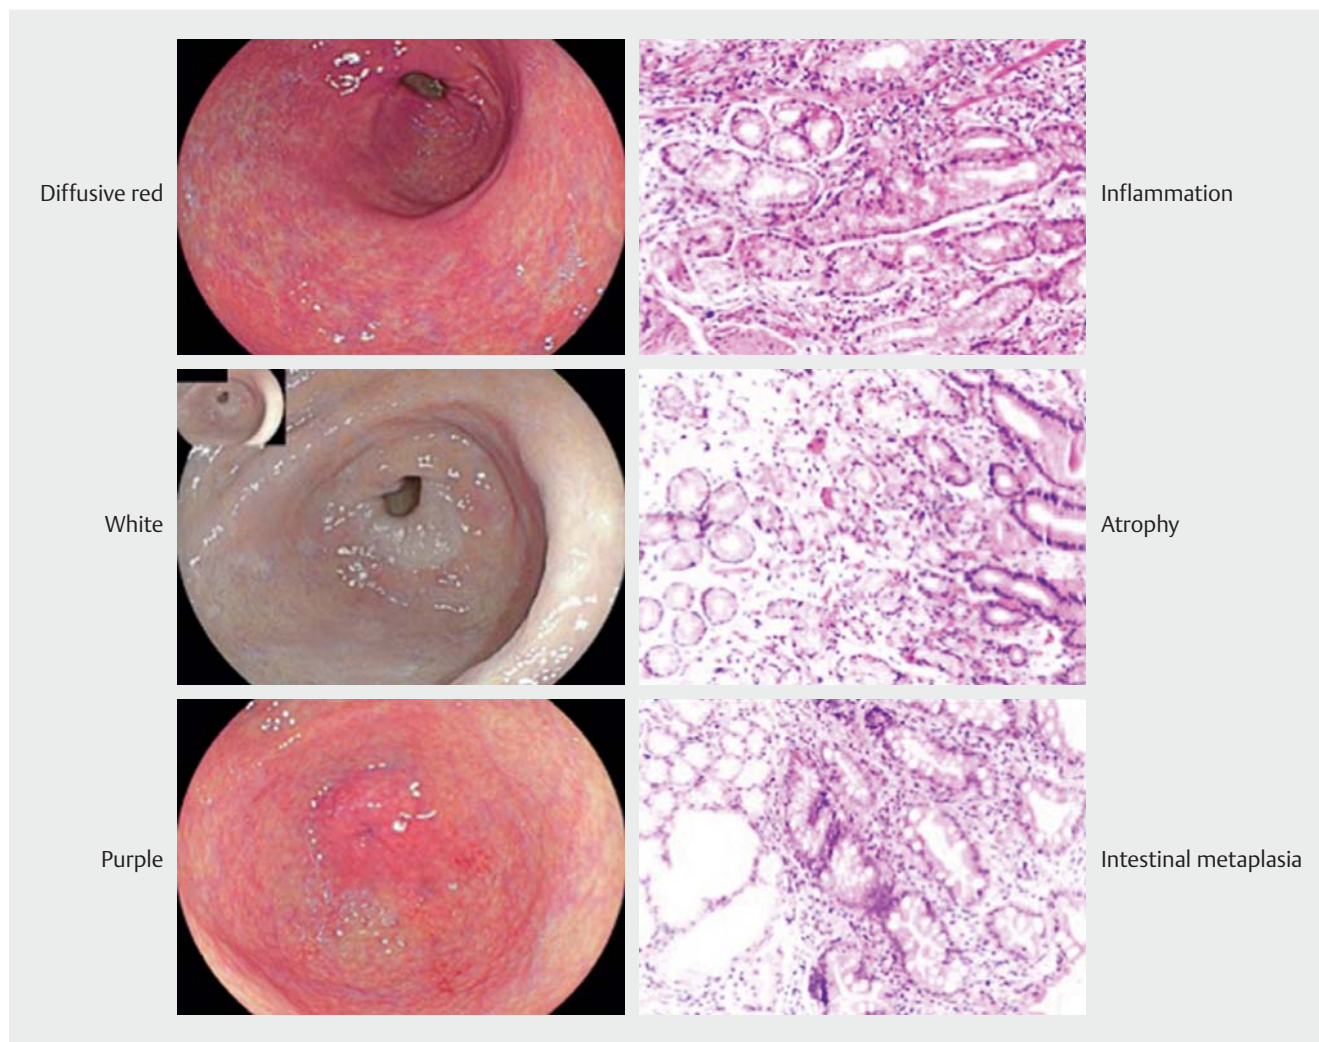 Diffusive red
Inflammation
White
Atrophy
Purple
Intestinal metaplasia